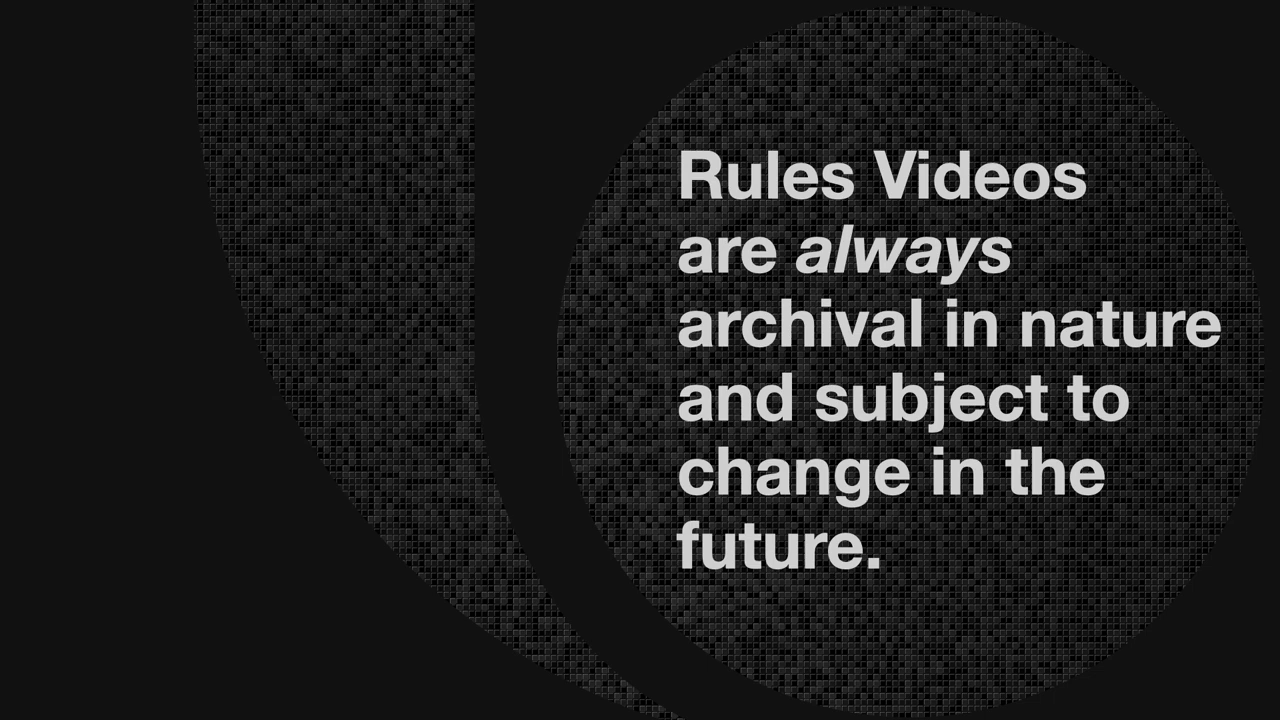 Rules Videos
are always
archival in nature
and subject to
change in the
future.